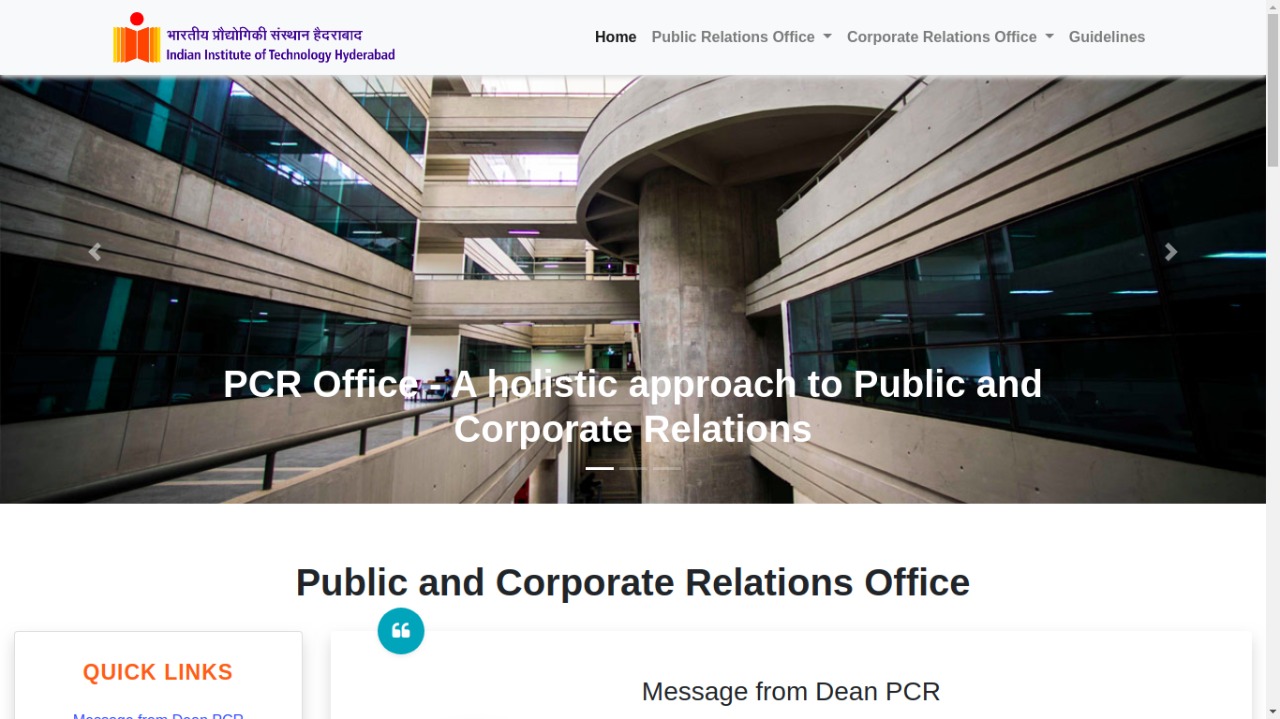 भारतीय प्रौद्योगिकी संस्थान हैदराबाद
Indian Institute of Technology Hyderabad
Home Public Relations Office Corporate Relations Office Guidelines
PCR Office - A holistic approach to Public and
Corporate Relations
Public and Corporate Relations Office
QUICK LINKS
Message from Dean PCR
Message from Dean PCR